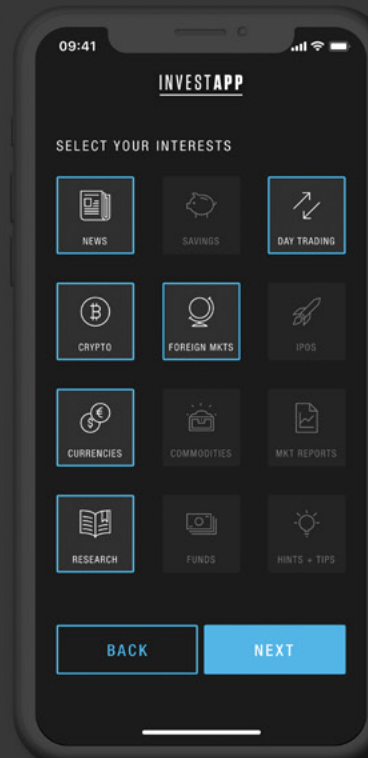 09:41
INVESTAPP
SELECT YOUR INTERESTS
NEWS
SAVINGS
DAY TRADING
CRYPTO
FOREIGN MKTS
IPOS
CURRENCIES
COMMODITIES
MKT REPORTS
RESEARCH
FUNDS
HINTS + TIPS
BACK
NEXT